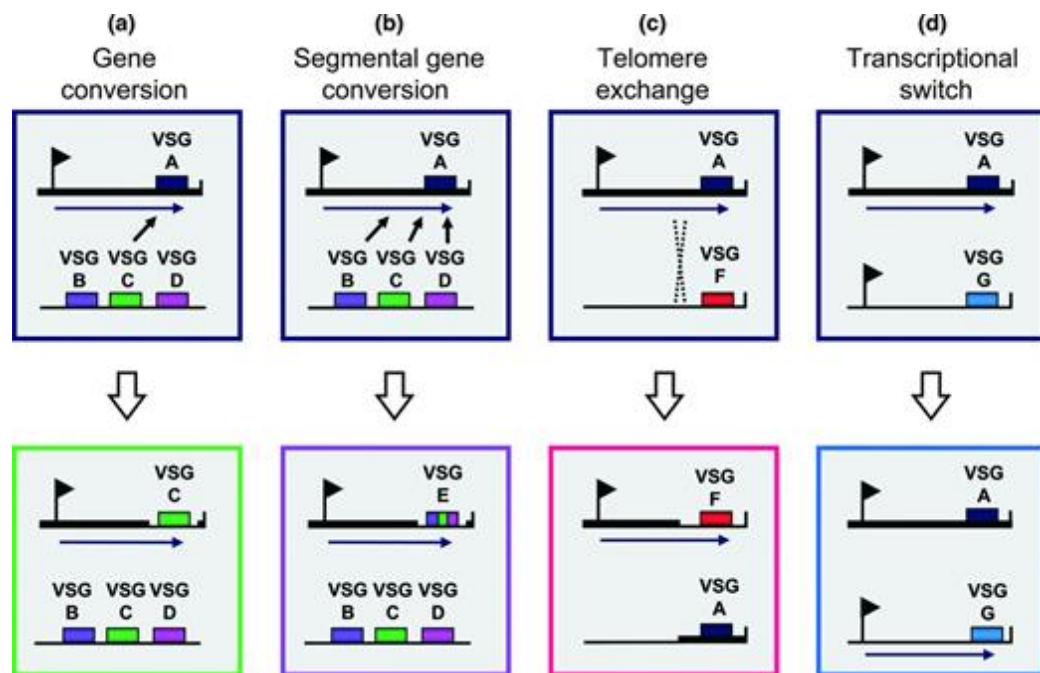 (a)
Gene
conversion
(b)
Segmental gene
conversion
(c)
Telomere
exchange
(d)
Transcriptional
switch
VSG
A
VSG VSG VSG
B C D
VSG
A
VSG VSG VSG
B C D
VSG
A
VSG
F
VSG
A
VSG
G
VSG
C
VSG VSG VSG
B C D
VSG
E
VSG VSG VSG
B C D
VSG
F
VSG
A
VSG
A
VSG
G